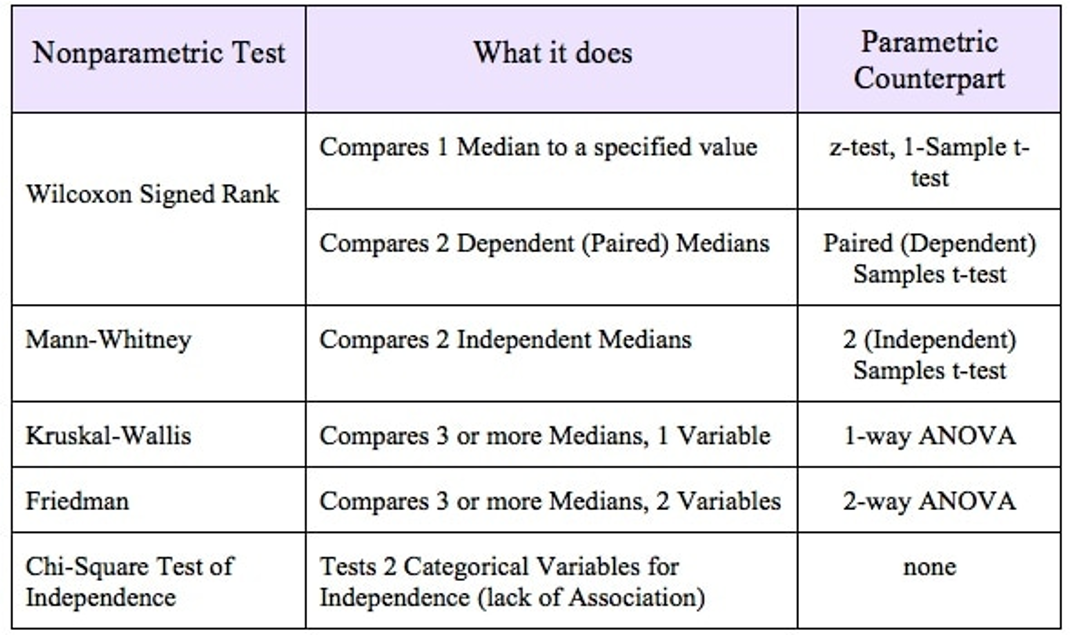 Nonparametric Test
What it does
Parametric
Counterpart
Wilcoxon Signed Rank
Compares 1 Median to a specified value
z-test, 1-Sample t-
test
Compares 2 Dependent (Paired) Medians
Paired (Dependent)
Samples t-test
Mann-Whitney
Compares 2 Independent Medians
2 (Independent)
Samples t-test
Kruskal-Wallis
Compares 3 or more Medians, 1 Variable
1-way ANOVA
Friedman
Compares 3 or more Medians, 2 Variables
2-way ANOVA
Chi-Square Test of
Independence
Tests 2 Categorical Variables for
Independence (lack of Association)
none